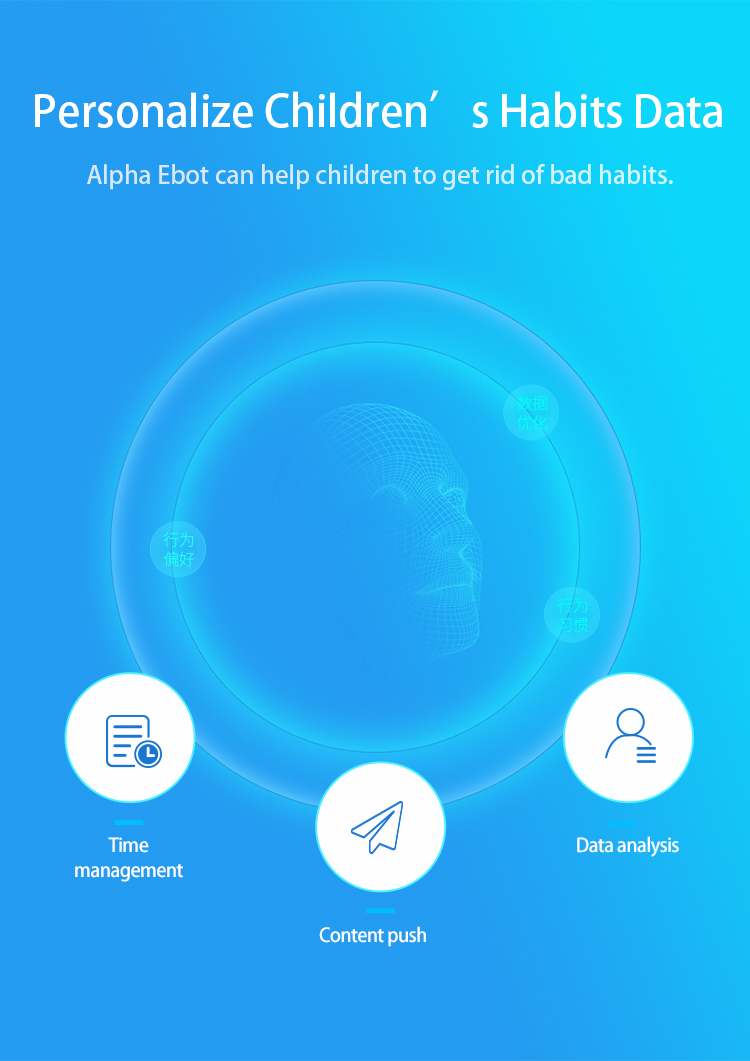 Personalize Children′s Habits Data
Alpha Ebot can help children to get rid of bad habits.
数据
优化
行为
偏好
行为
习惯
Time
management
Data analysis
Content push